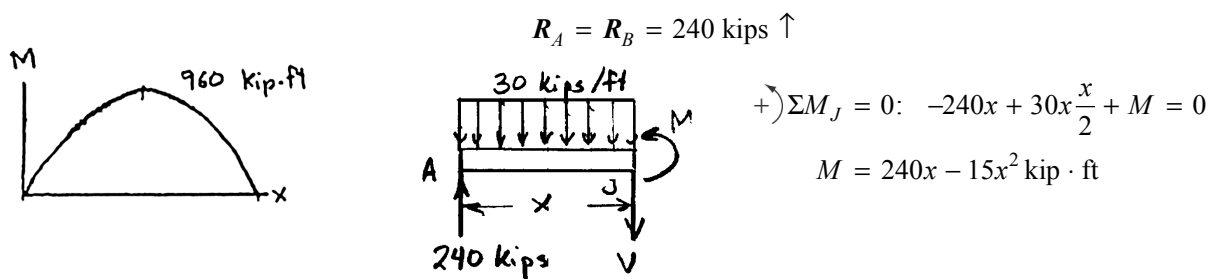 R_A = R_B = 240 kips ↑
M
960 kip·ft
x
30 kips/ft
M
A
J
x
240 kips
V
+) ΣM_J = 0: −240x + 30x x/2 + M = 0
M = 240x − 15x² kip · ft